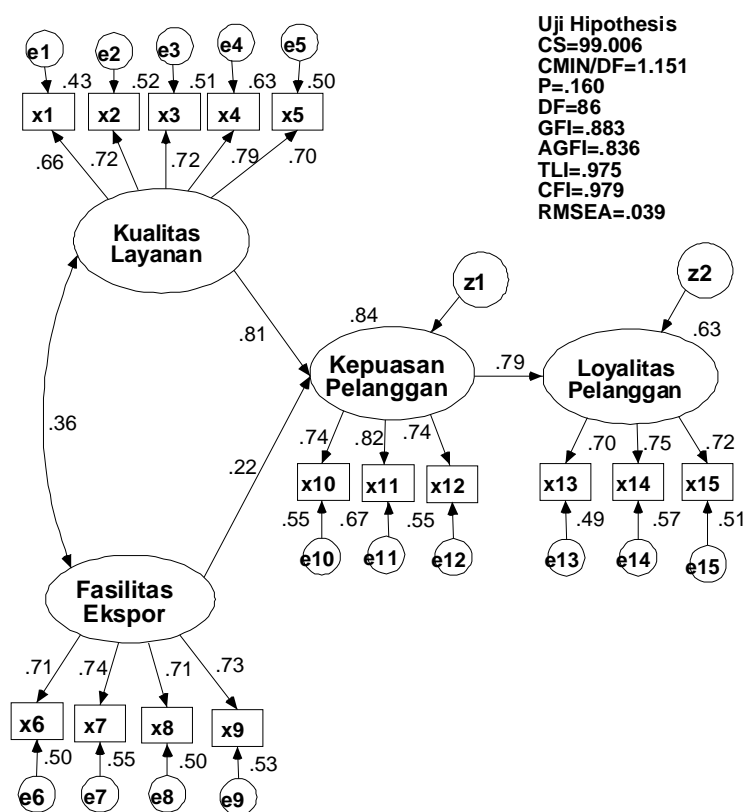 Uji Hipothesis
CS=99.006
CMIN/DF=1.151
P=.160
DF=86
GFI=.883
AGFI=.836
TLI=.975
CFI=.979
RMSEA=.039
e1 e2 e3 e4 e5
.43 .52 .51 .63 .50
x1 x2 x3 x4 x5
.66 .72 .72 .79 .70
Kualitas
Layanan
z1 z2
.81 .84 .63
Kepuasan
Pelanggan
.79
Loyalitas
Pelanggan
.36
.22
.74 .82 .74 .70 .75 .72
x10 x11 x12 x13 x14 x15
.55 .67 .55 .49 .57 .51
e10 e11 e12 e13 e14 e15
Fasilitas
Ekspor
.71 .74 .71 .73
x6 x7 x8 x9
.50 .55 .50 .53
e6 e7 e8 e9